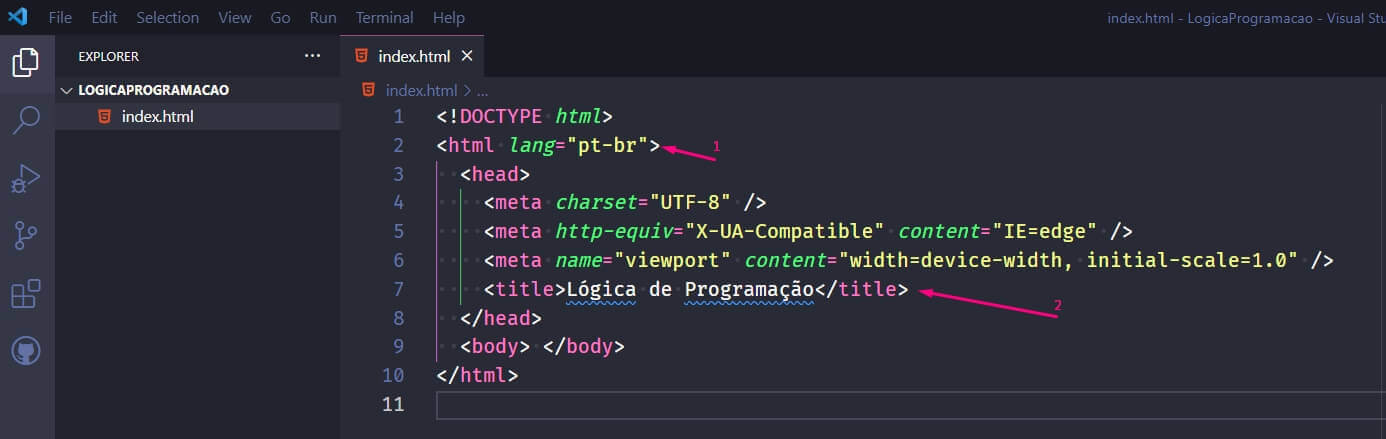 File Edit Selection View Go Run Terminal Help
index.html - LogicaProgramacao - Visual Stu
EXPLORER ...
index.html ×
LOGICAPROGRAMACAO
index.html
index.html > ...
1 <!DOCTYPE html>
2 <html lang="pt-br"> 1
3 <head>
4 <meta charset="UTF-8" />
5 <meta http-equiv="X-UA-Compatible" content="IE=edge" />
6 <meta name="viewport" content="width=device-width, initial-scale=1.0" />
7 <title>Lógica de Programação</title> 2
8 </head>
9 <body> </body>
10 </html>
11